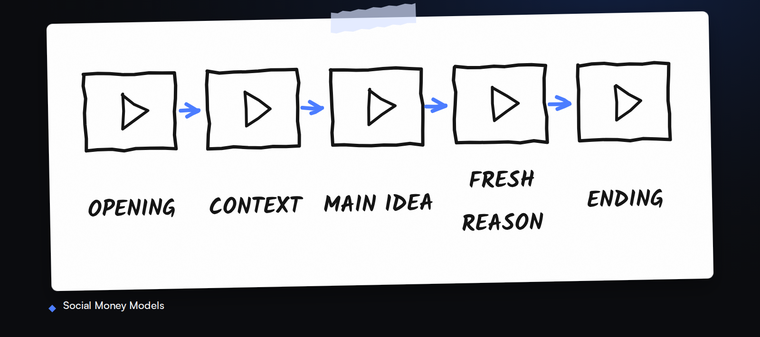 OPENING
CONTEXT
MAIN IDEA
FRESH
REASON
ENDING
Social Money Models